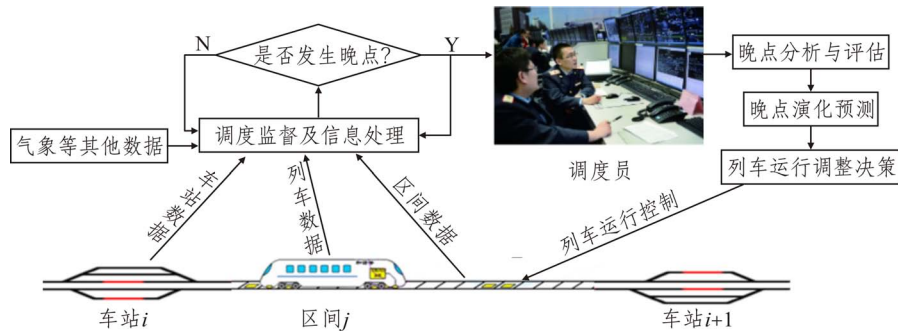 N
是否发生晚点?
Y
晚点分析与评估
晚点演化预测
气象等其他数据
调度监督及信息处理
调度员
列车运行调整决策
车站数据
列车数据
区间数据
列车运行控制
车站i
区间j
车站i+1